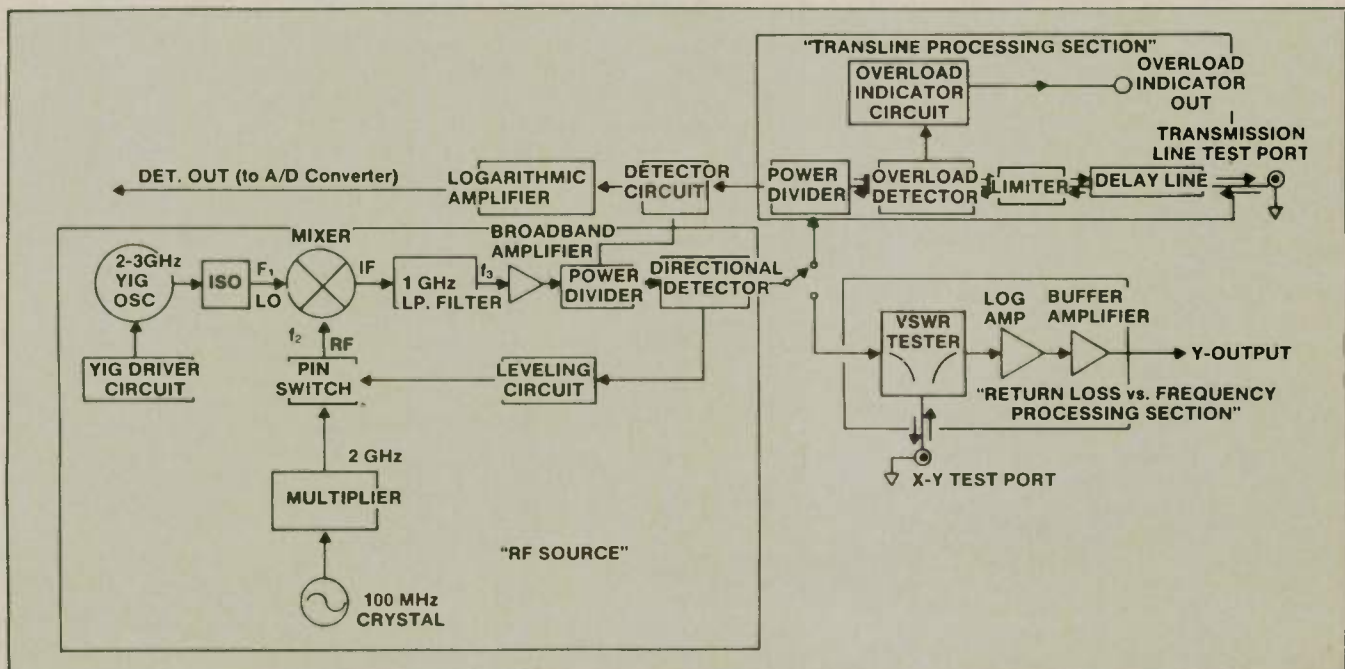 "TRANSLINE PROCESSING SECTION"
OVERLOAD
INDICATOR
CIRCUIT
OVERLOAD
INDICATOR
OUT
TRANSMISSION
LINE TEST PORT
DET. OUT (to A/D Converter)
LOGARITHMIC
AMPLIFIER
DETECTOR
CIRCUIT
POWER
DIVIDER
OVERLOAD
DETECTOR
LIMITER
DELAY LINE
MIXER
BROADBAND
AMPLIFIER
2-3GHz
YIG
OSC
ISO
F₁
LO
IF
1 GHz
L.P. FILTER
f₃
POWER
DIVIDER
DIRECTIONAL
DETECTOR
f₂
RF
YIG DRIVER
CIRCUIT
PIN
SWITCH
LEVELING
CIRCUIT
VSWR
TESTER
LOG
AMP
BUFFER
AMPLIFIER
Y-OUTPUT
"RETURN LOSS vs. FREQUENCY
PROCESSING SECTION"
X-Y TEST PORT
2 GHz
MULTIPLIER
"RF SOURCE"
100 MHz
CRYSTAL